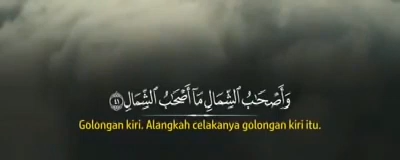 وَأَصْحَٰبُ ٱلشِّمَالِ مَآ أَصْحَٰبُ ٱلشِّمَالِ ٤١
Golongan kiri. Alangkah celakanya golongan kiri itu.